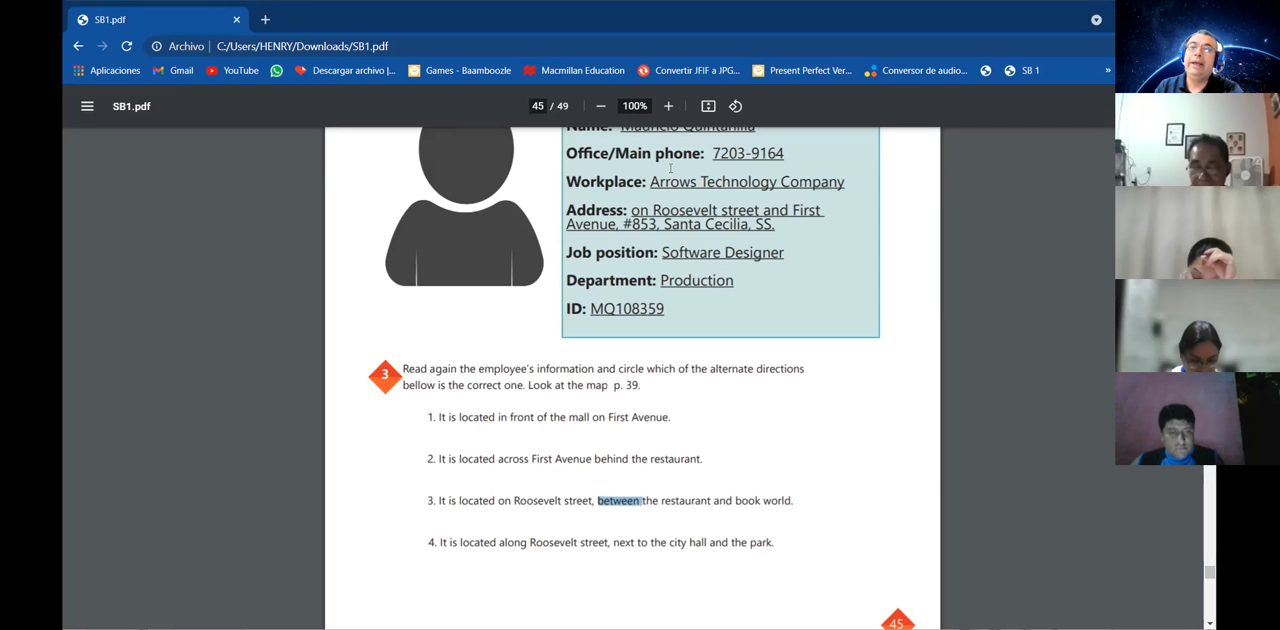 SB1.pdf
Archivo C:/Users/HENRY/Downloads/SB1.pdf
Aplicaciones Gmail YouTube Descargar archivo |... Games - Baamboozle Macmillan Education Convertir JFIF a JPG... Present Perfect Ver... Conversor de audio... SB 1 »
SB1.pdf 45 / 49 100%
Name: Mauricio Quintanilla
Office/Main phone: 7203-9164
Workplace: Arrows Technology Company
Address: on Roosevelt street and First
Avenue, #853, Santa Cecilia, SS.
Job position: Software Designer
Department: Production
ID: MQ108359
3 Read again the employee's information and circle which of the alternate directions
bellow is the correct one. Look at the map p. 39.
1. It is located in front of the mall on First Avenue.
2. It is located across First Avenue behind the restaurant.
3. It is located on Roosevelt street, between the restaurant and book world.
4. It is located along Roosevelt street, next to the city hall and the park.
45